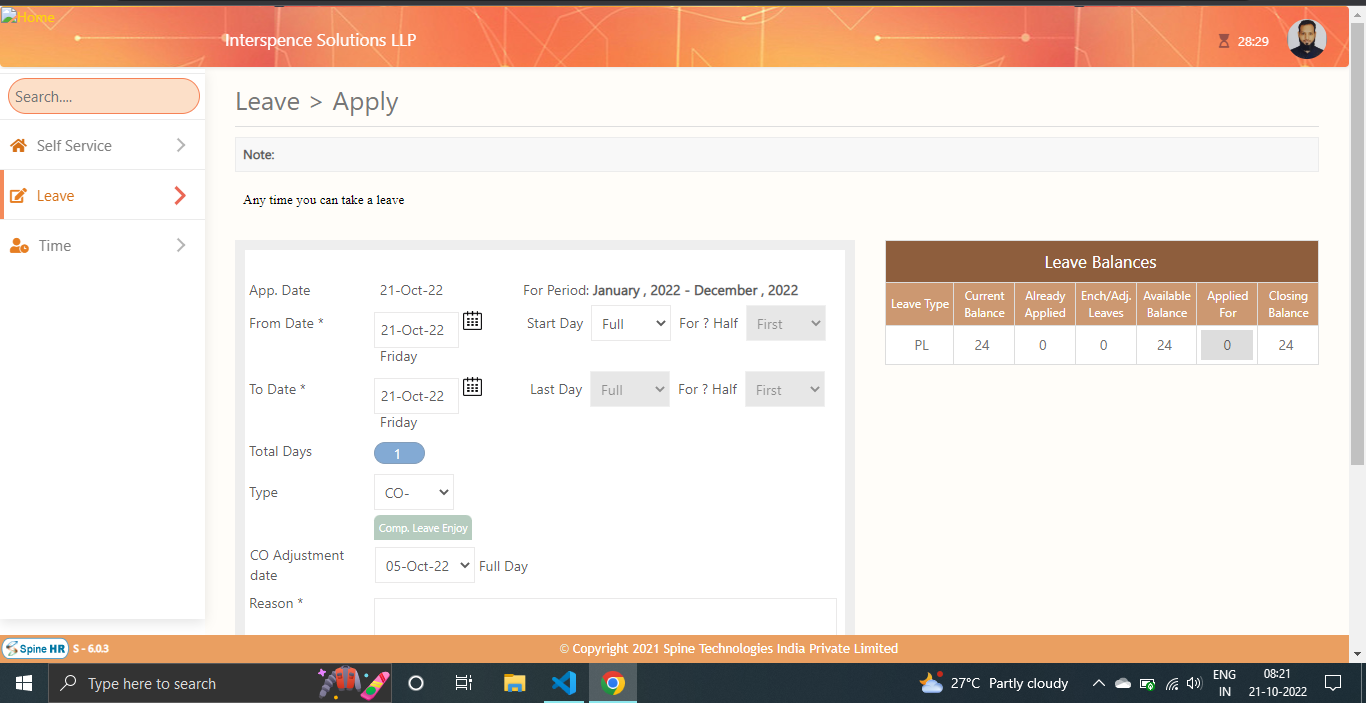 Home
Interspence Solutions LLP
28:29
Search....
Self Service
Leave
Time
Leave > Apply
Note:
Any time you can take a leave
App. Date 21-Oct-22 For Period: January , 2022 - December , 2022
From Date * 21-Oct-22 Start Day Full For ? Half First
Friday
To Date * 21-Oct-22 Last Day Full For ? Half First
Friday
Total Days 1
Type CO-
Comp. Leave Enjoy
CO Adjustment
date
05-Oct-22 Full Day
Reason *
Leave Balances
Leave Type Current Balance Already Applied Ench/Adj. Leaves Available Balance Applied For Closing Balance
PL 24 0 0 24 0 24
Spine HR S - 6.0.3
© Copyright 2021 Spine Technologies India Private Limited
Type here to search
27°C Partly cloudy
ENG
IN
08:21
21-10-2022